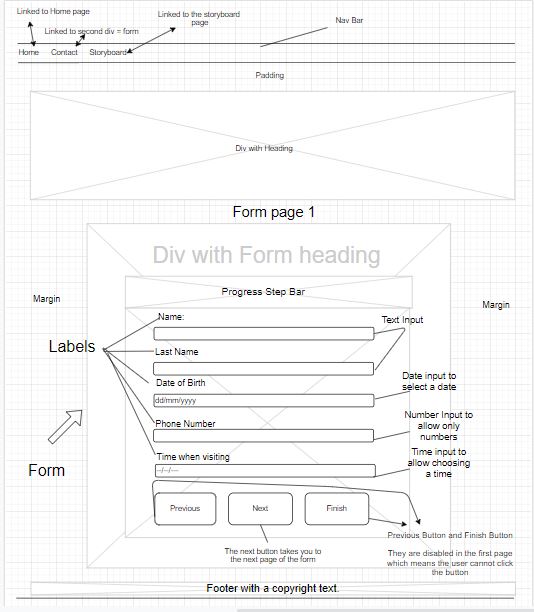 Linked to Home page
Linked to the storyboard
page
Nav Bar
Linked to second div = form
Home
Contact
Storyboard
Padding
Div with Heading
Form page 1
Div with Form heading
Progress Step Bar
Margin
Margin
Name:
Text Input
Labels
Last Name
Date input to
select a date
Date of Birth
dd/mm/yyyy
Number Input to
allow only
numbers
Phone Number
Time input to
allow choosing
a time
Time when visiting
--/--/---
Form
Previous
Next
Finish
Previous Button and Finish Button
The next button takes you to
the next page of the form
They are disabled in the first page
which means the user cannot click
the button
Footer with a copyright text.